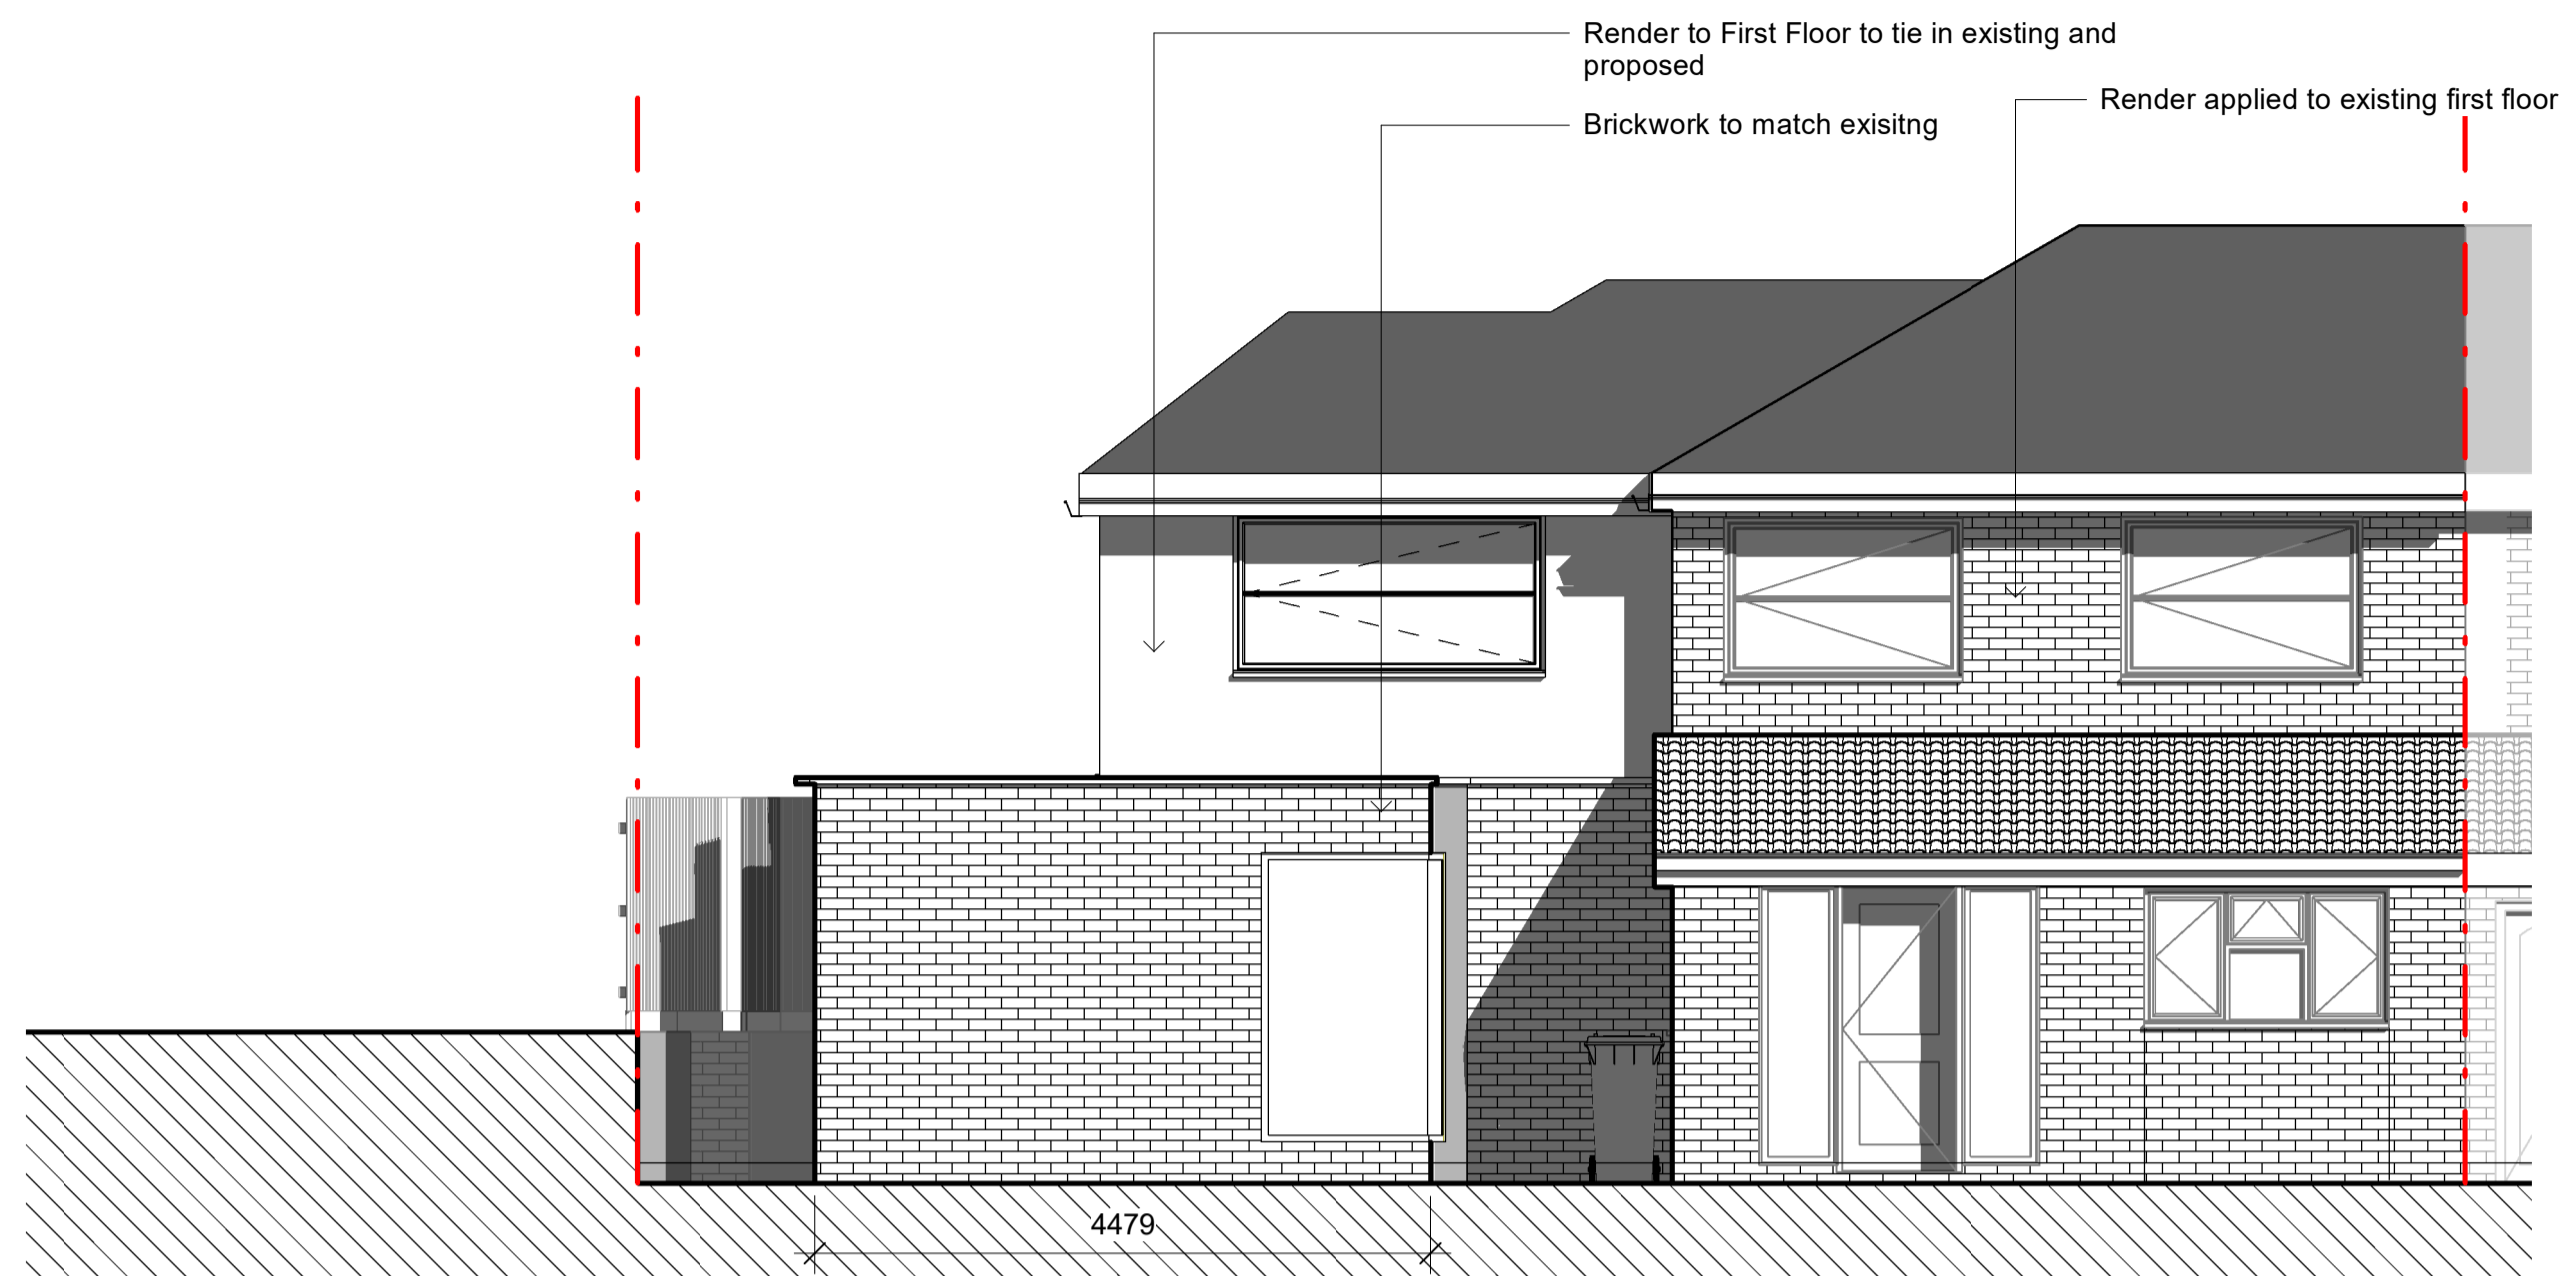 Render to First Floor to tie in existing and
proposed
Render applied to existing first floor
Brickwork to match exisitng
4479